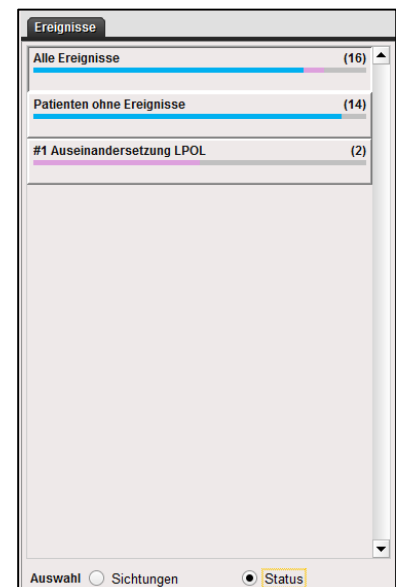 Ereignisse
Alle Ereignisse (16)
Patienten ohne Ereignisse (14)
#1 Auseinandersetzung LPOL (2)
Auswahl Sichtungen Status